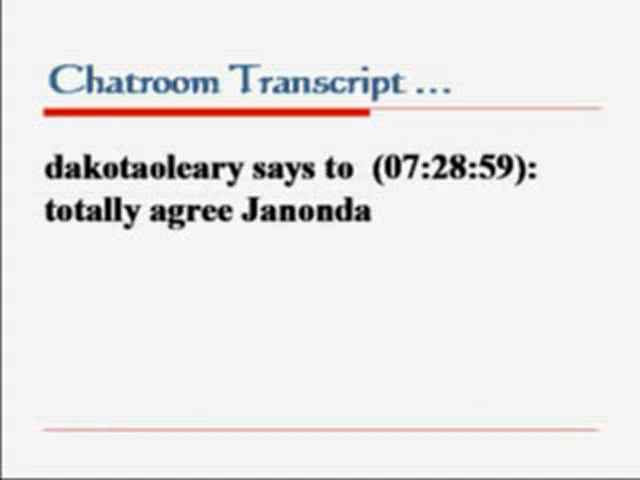 Chatroom Transcript ...
dakotaoleary says to  (07:28:59):
totally agree Janonda